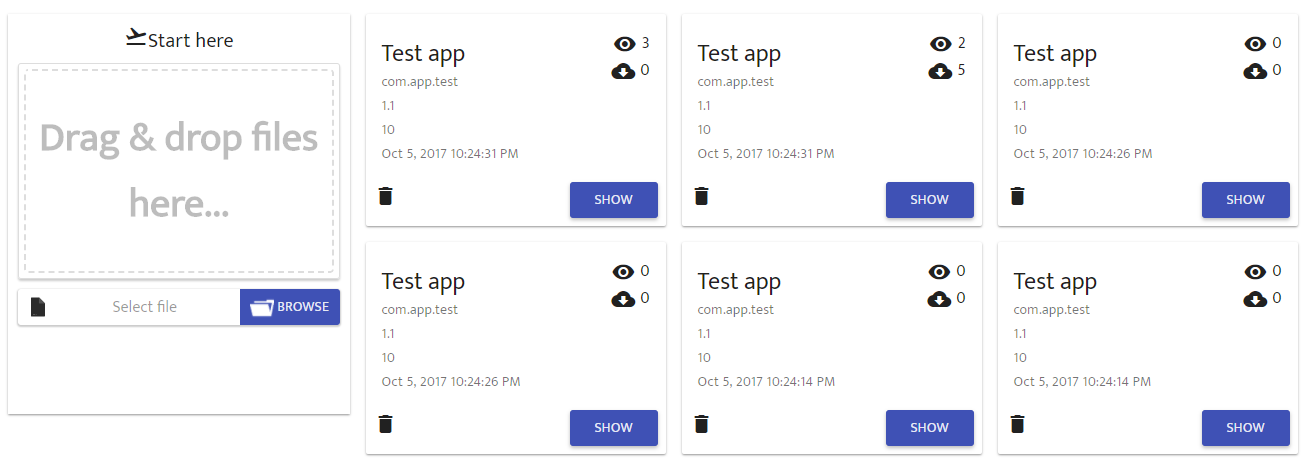 Start here
Drag & drop files
here...
Select file
BROWSE
Test app
3
0
com.app.test
1.1
10
Oct 5, 2017 10:24:31 PM
SHOW
Test app
2
5
com.app.test
1.1
10
Oct 5, 2017 10:24:31 PM
SHOW
Test app
0
0
com.app.test
1.1
10
Oct 5, 2017 10:24:26 PM
SHOW
Test app
0
0
com.app.test
1.1
10
Oct 5, 2017 10:24:26 PM
SHOW
Test app
0
0
com.app.test
1.1
10
Oct 5, 2017 10:24:14 PM
SHOW
Test app
0
0
com.app.test
1.1
10
Oct 5, 2017 10:24:14 PM
SHOW